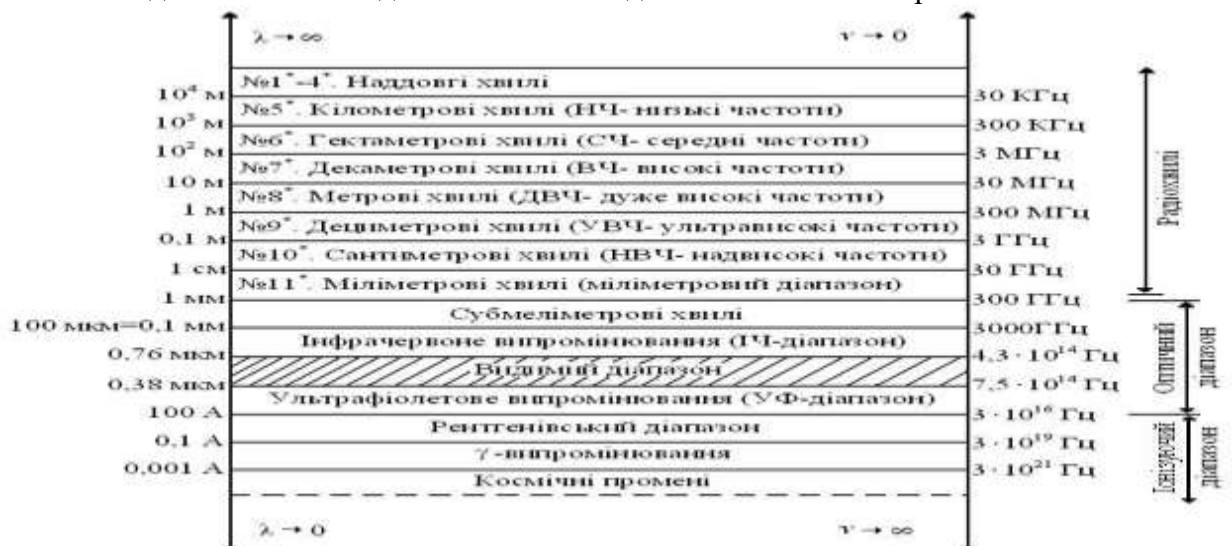 λ → ∞ ν → 0
№1*-4*. Наддовгі хвилі
10⁴ м 30 КГц
№5*. Кілометрові хвилі (НЧ- низькі частоти)
10³ м 300 КГц
№6*. Гектаметрові хвилі (СЧ- середні частоти)
10² м 3 МГц
№7*. Декаметрові хвилі (ВЧ- високі частоти)
10 м 30 МГц
№8*. Метрові хвилі (ДВЧ- дуже високі частоти)
1 м 300 МГц
№9*. Дециметрові хвилі (УВЧ- ультрависокі частоти)
0,1 м 3 ГГц
№10*. Сантиметрові хвилі (НВЧ- надвисокі частоти)
1 см 30 ГГц
№11*. Міліметрові хвилі (міліметровий діапазон)
1 мм 300 ГГц
Субмеліметрові хвилі
100 мкм=0,1 мм 3000ГГц
Інфрачервоне випромінювання (ІЧ-діапазон)
0,76 мкм 4,3 · 10¹⁴ Гц
Видимий діапазон
0,38 мкм 7,5 · 10¹⁴ Гц
Ультрафіолетове випромінювання (УФ-діапазон)
100 А 3 · 10¹⁶ Гц
Рентгенівський діапазон
0,1 А 3 · 10¹⁹ Гц
γ-випромінювання
0,001 А 3 · 10²¹ Гц
Космічні промені
λ → 0 ν → ∞
Радіохвилі
Оптичний
діапазон
Іонізуючий
діапазон